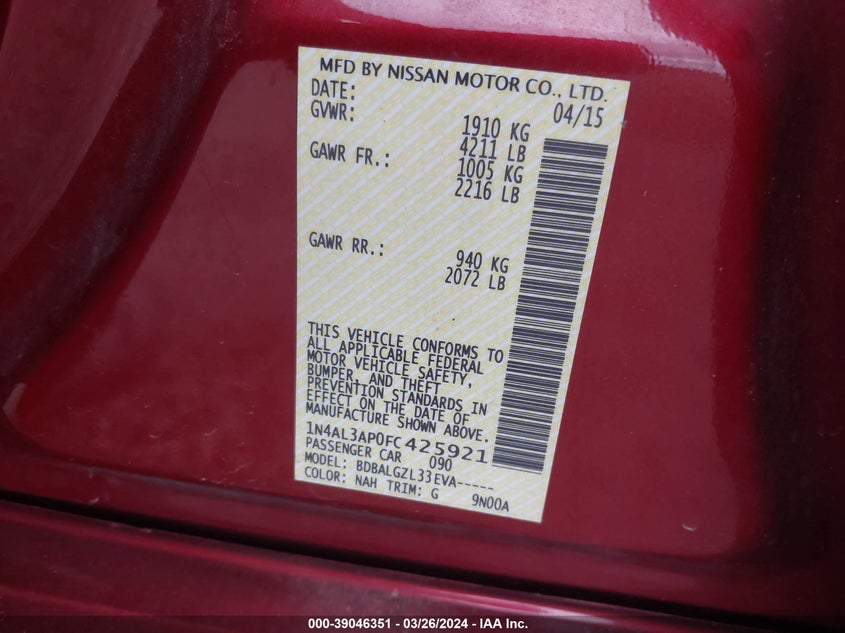 MFD BY NISSAN MOTOR CO., LTD.
DATE: 04/15
GVWR: 1910 KG
4211 LB
GAWR FR.: 1005 KG
2216 LB
GAWR RR.: 940 KG
2072 LB
THIS VEHICLE CONFORMS TO
ALL APPLICABLE FEDERAL
MOTOR VEHICLE SAFETY,
BUMPER, AND THEFT
PREVENTION STANDARDS IN
EFFECT ON THE DATE OF
MANUFACTURE SHOWN ABOVE.
1N4AL3AP0FC425921
PASSENGER CAR 090
MODEL: BDBALGZL33EVA-----
COLOR: NAH TRIM: G 9N00A
000-39046351 / 03/26/2024 - IAA Inc.